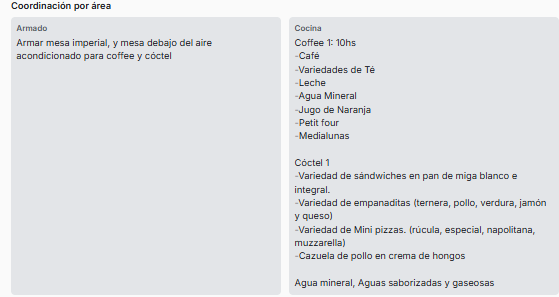 Coordinación por área
Armado
Armar mesa imperial, y mesa debajo del aire
acondicionado para coffee y cóctel
Cocina
Coffee 1: 10hs
-Café
-Variedades de Té
-Leche
-Agua Mineral
-Jugo de Naranja
-Petit four
-Medialunas
Cóctel 1
-Variedad de sándwiches en pan de miga blanco e
integral.
-Variedad de empanaditas (ternera, pollo, verdura, jamón
y queso)
-Variedad de Mini pizzas. (rúcula, especial, napolitana,
muzzarella)
-Cazuela de pollo en crema de hongos
Agua mineral, Aguas saborizadas y gaseosas